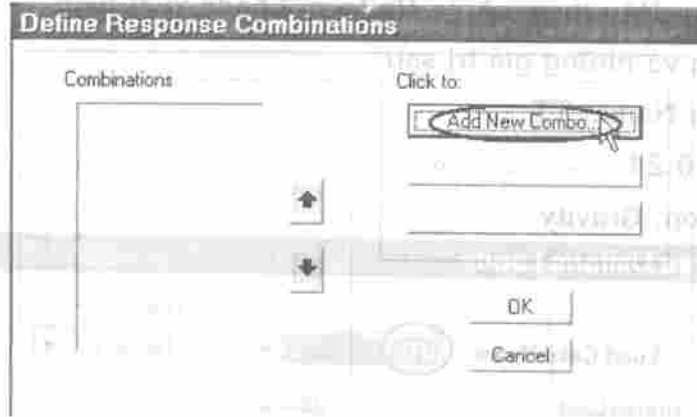 Define Response Combinations
Combinations
Click to:
Add New Combo...
OK
Cancel